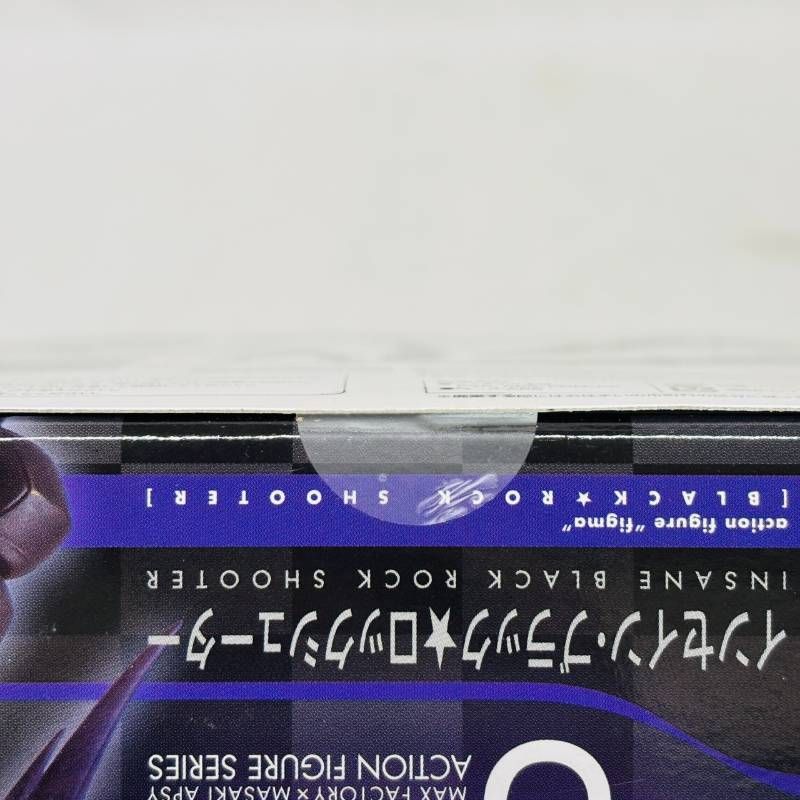 MAX FACTORY × MASAKI APSY
ACTION FIGURE SERIES
インセイン・ブラック★ロックシューター
INSANE BLACK ROCK SHOOTER
action figure "figma"
[ BLACK★ROCK SHOOTER ]